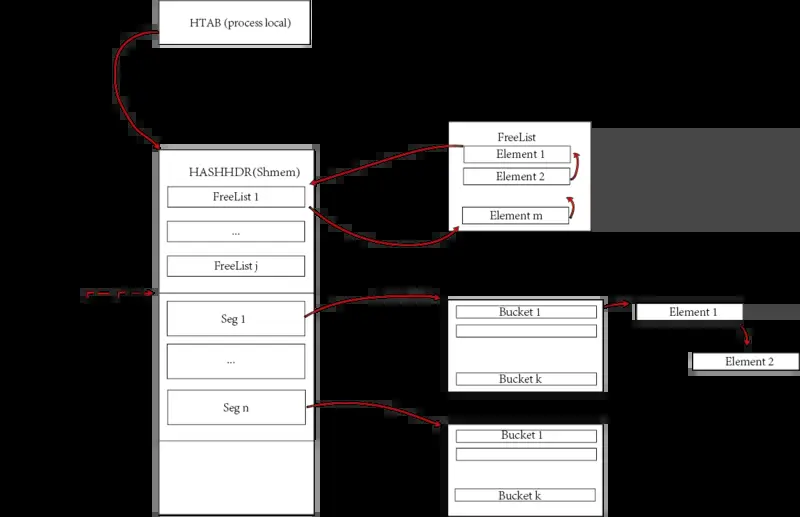 HTAB (process local)
HASHHDR(Shmem)
FreeList 1
...
FreeList j
Seg 1
...
Seg n
FreeList
Element 1
Element 2
Element m
Bucket 1
Bucket k
Element 1
Element 2
Bucket 1
Bucket k